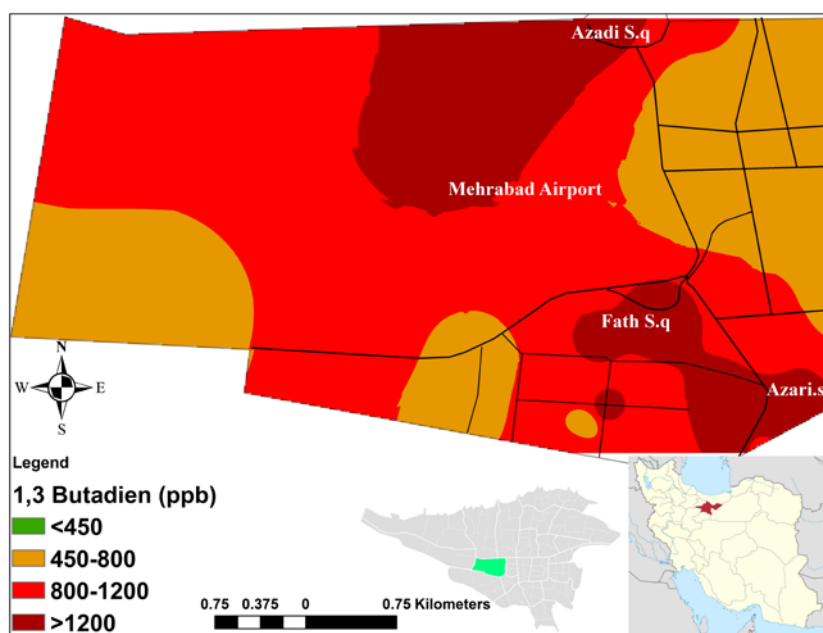 Azadi S.q
Mehrabad Airport
Fath S.q
Azari.s
N
W E
S
Legend
1,3 Butadien (ppb)
<450
450-800
800-1200
>1200
0.75 0.375 0 0.75 Kilometers